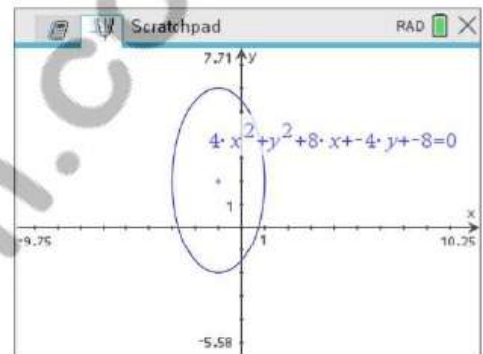 Scratchpad RAD
7.71 y
4· x²+y²+8· x+-4· y+-8=0
1
x
-9.75 1 10.25
-5.58